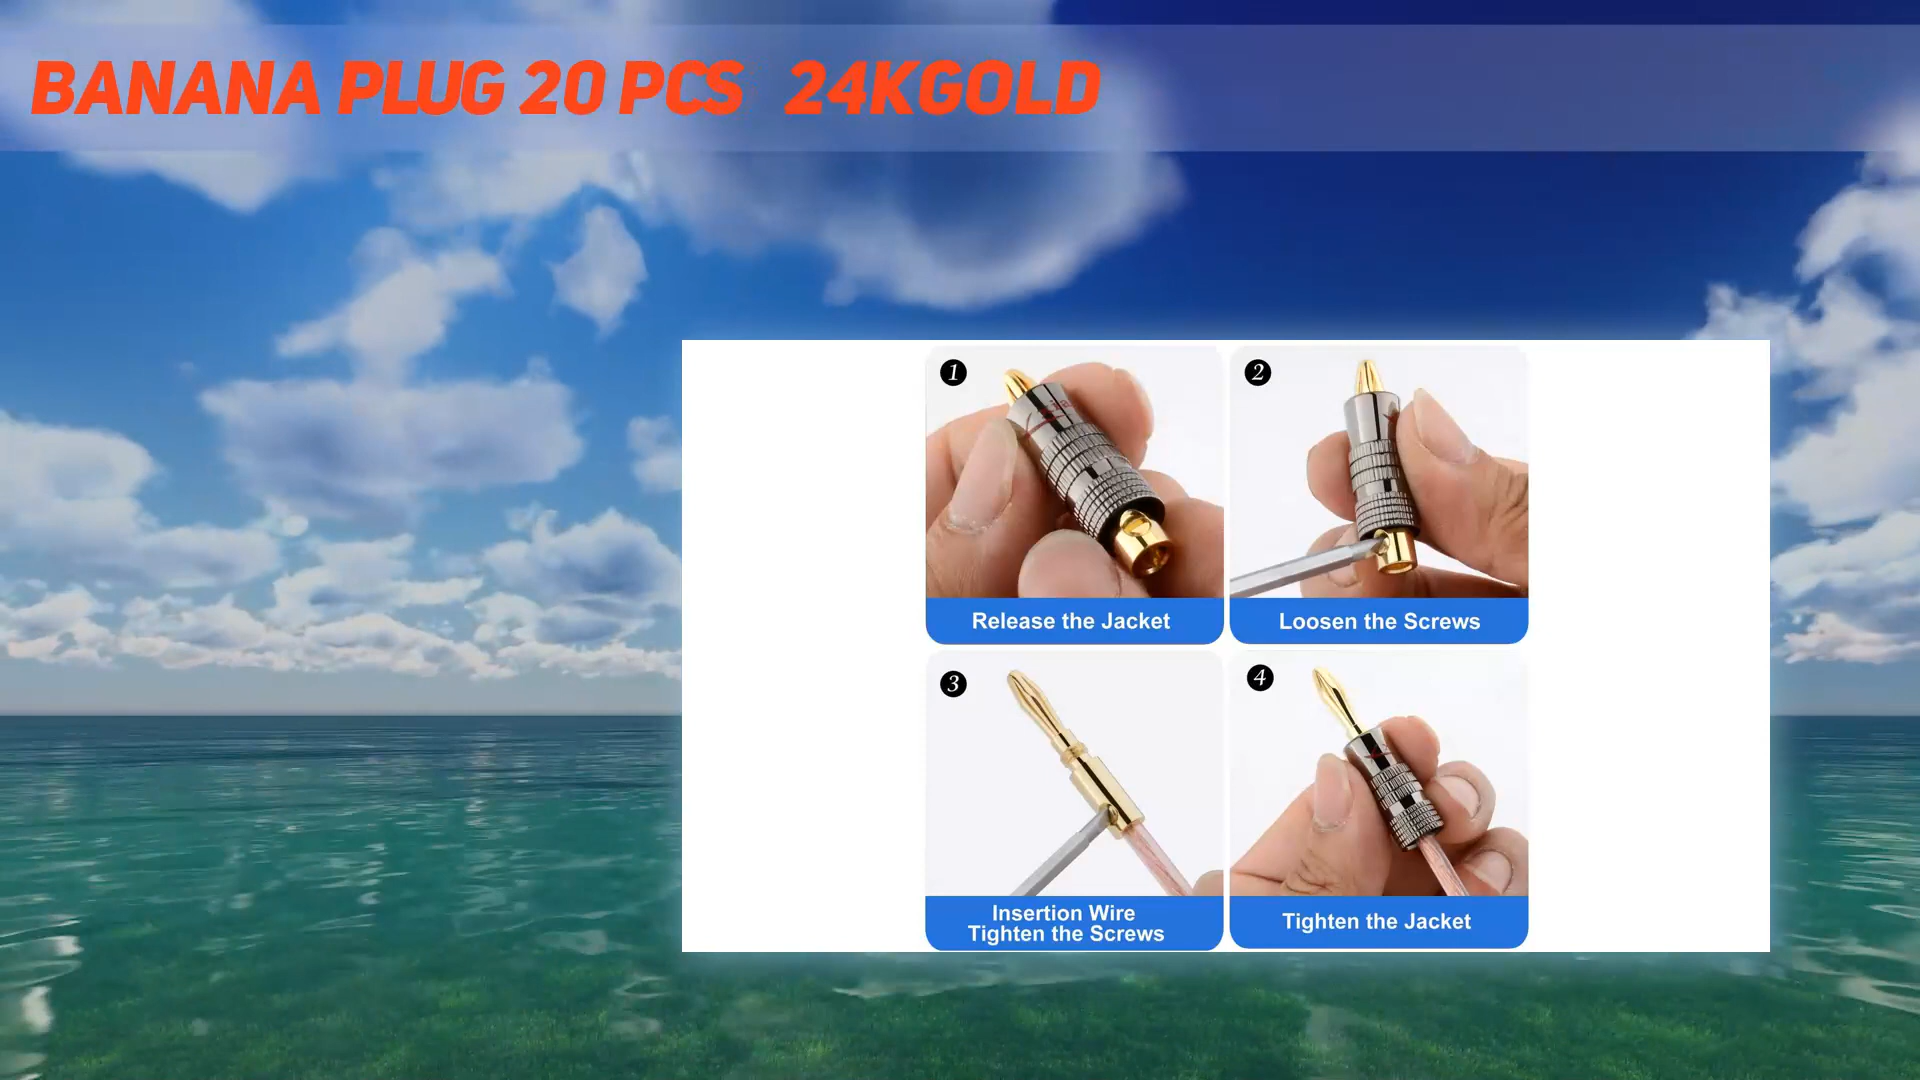 BANANA PLUG 20 PCS 24KGOLD
1
2
Release the Jacket
Loosen the Screws
3
4
Insertion Wire
Tighten the Screws
Tighten the Jacket